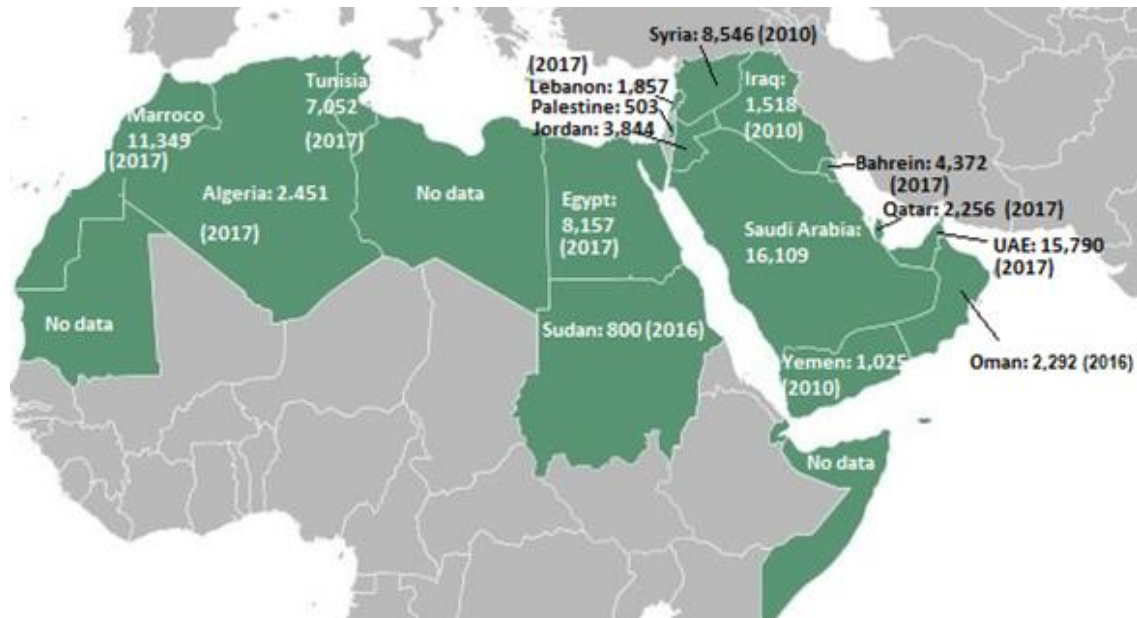 Syria: 8,546 (2010)
(2017)
Lebanon: 1,857
Palestine: 503
Jordan: 3,844
Iraq:
1,518
(2010)
Tunisia
7,052
(2017)
Marroco
11,349
(2017)
Algeria: 2.451
(2017)
No data
Egypt:
8,157
(2017)
Bahrein: 4,372
(2017)
Qatar: 2,256 (2017)
Saudi Arabia:
16,109
UAE: 15,790
(2017)
No data
Sudan: 800 (2016)
Yemen: 1,025
(2010)
Oman: 2,292 (2016)
No data